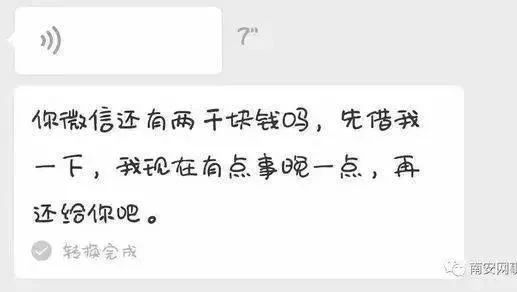 7"
你微信还有两千块钱吗，先借我
一下，我现在有点事晚一点，再
还给你吧。
转换完成
南安网